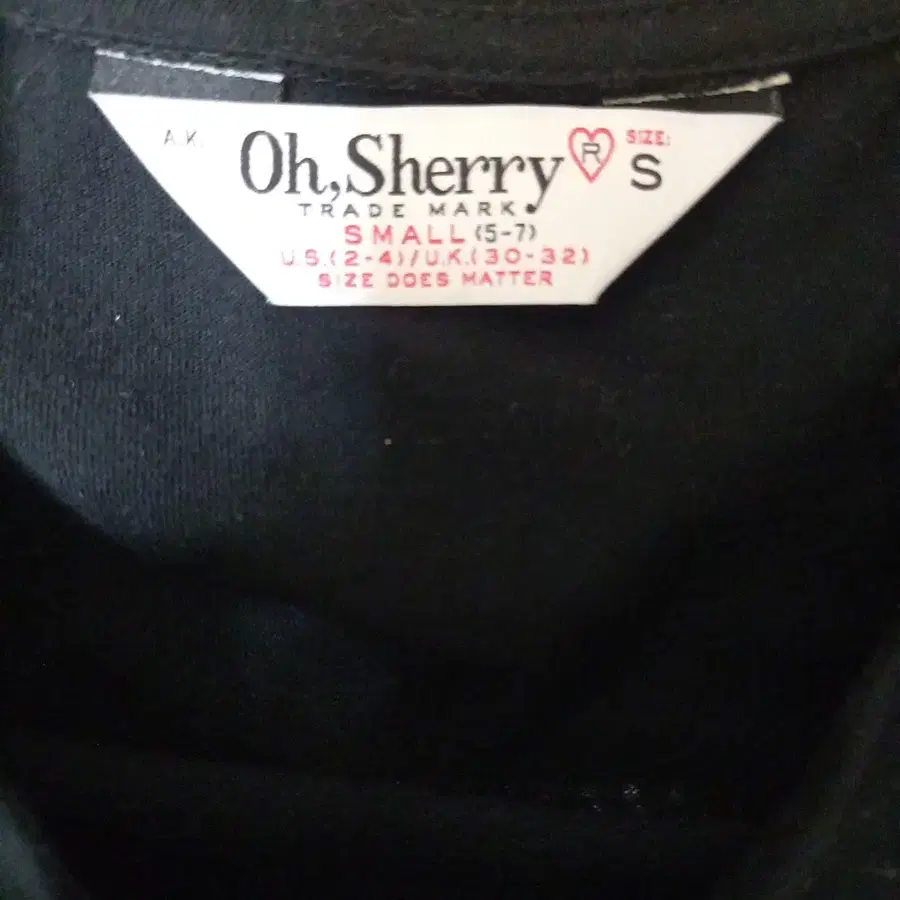 A.K.
Oh, Sherry ® SIZE: S
TRADE MARK
SMALL (5-7)
U.S.(2-4)/U.K.(30-32)
SIZE DOES MATTER